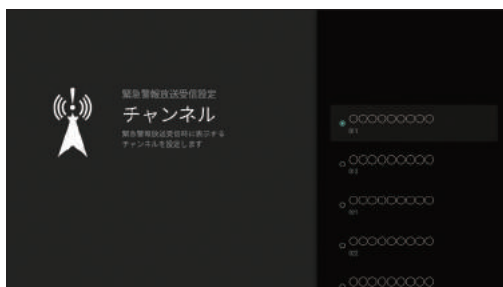 緊急警報放送受信設定
チャンネル
緊急警報放送受信時に表示する
チャンネルを設定します
○○○○○○○○○
○○○○○○○○○
○○○○○○○○○
○○○○○○○○○
○○○○○○○○○